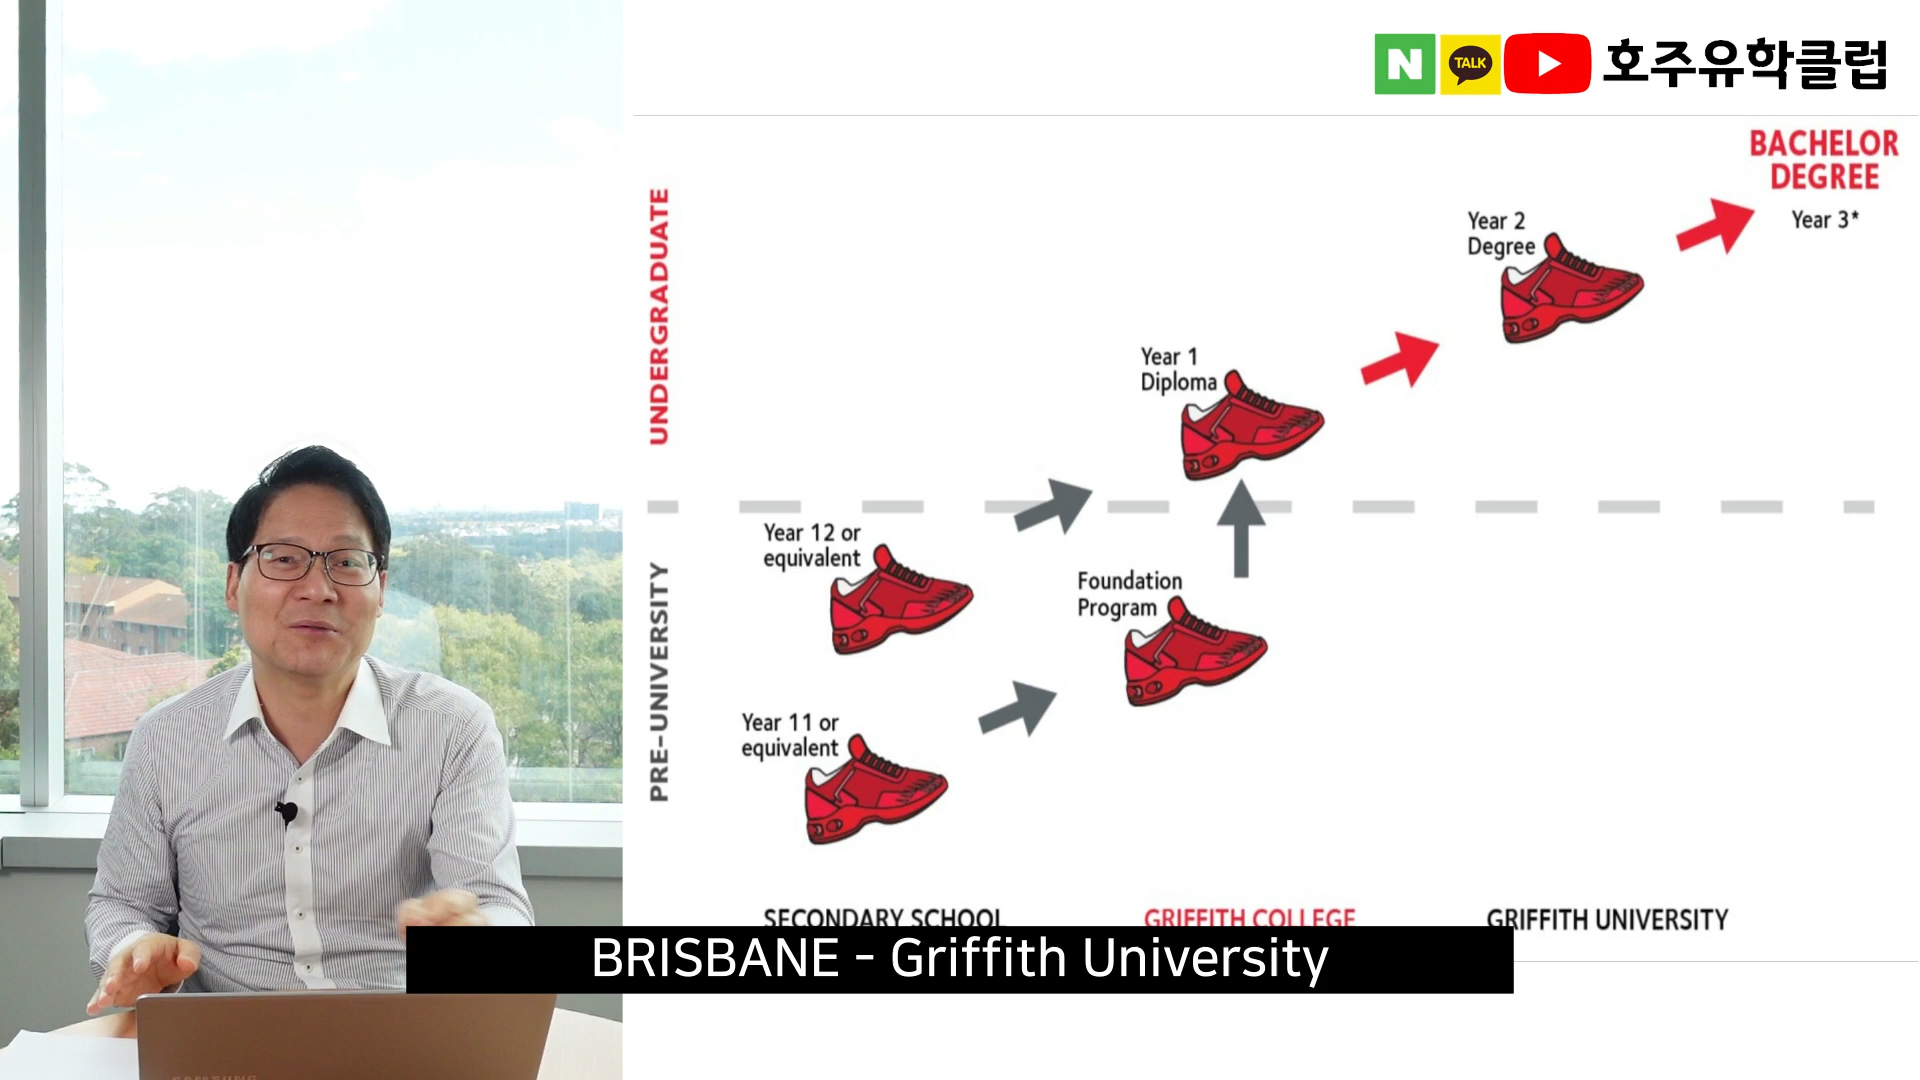 N TALK 호주유학클럽
BACHELOR
DEGREE
Year 3*
Year 2
Degree
UNDERGRADUATE
Year 1
Diploma
Year 12 or
equivalent
Foundation
Program
PRE-UNIVERSITY
Year 11 or
equivalent
SECONDARY SCHOOL
GRIFFITH COLLEGE
GRIFFITH UNIVERSITY
BRISBANE - Griffith University
SAMSUNG